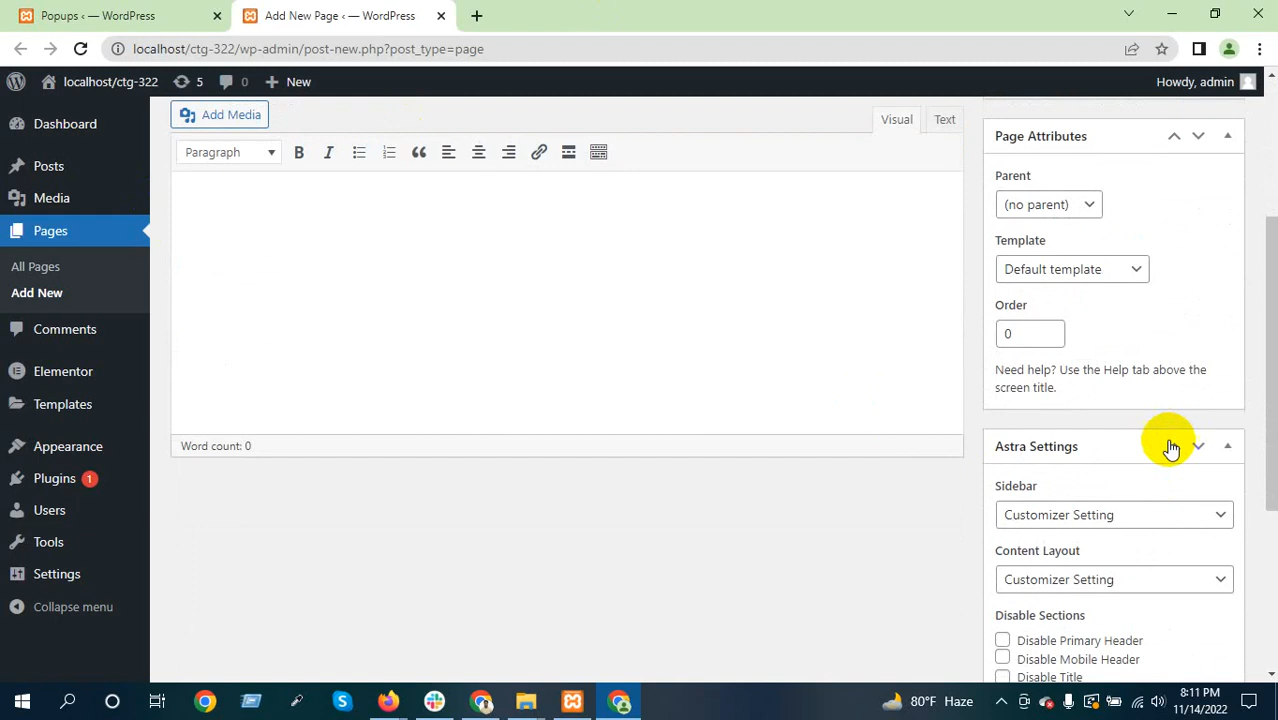 Popups ‹ — WordPress
Add New Page ‹ — WordPress
localhost/ctg-322/wp-admin/post-new.php?post_type=page
localhost/ctg-322
5
0
New
Howdy, admin
Dashboard
Posts
Media
Pages
All Pages
Add New
Comments
Elementor
Templates
Appearance
Plugins 1
Users
Tools
Settings
Collapse menu
Add Media
Visual
Text
Paragraph
Word count: 0
Page Attributes
Parent
(no parent)
Template
Default template
Order
0
Need help? Use the Help tab above the
screen title.
Astra Settings
Sidebar
Customizer Setting
Content Layout
Customizer Setting
Disable Sections
Disable Primary Header
Disable Mobile Header
Disable Title
80°F Haze
8:11 PM
11/14/2022